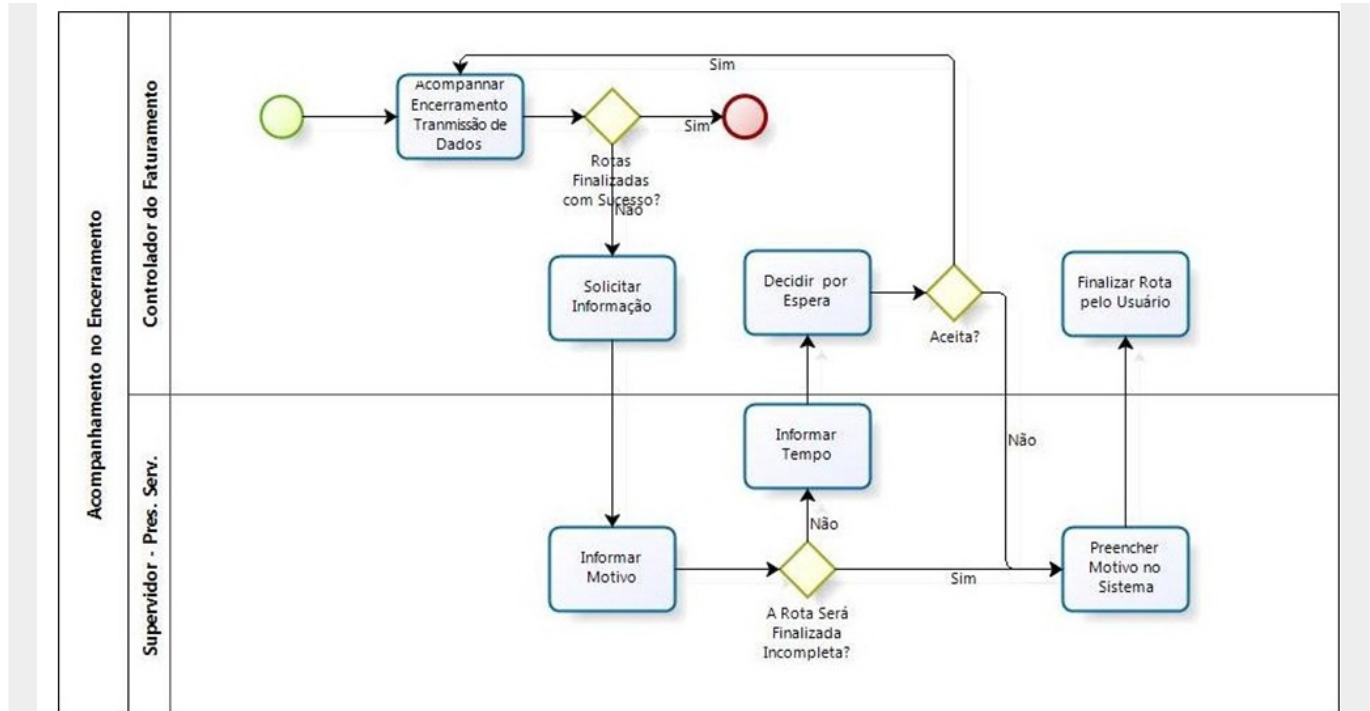 Acompanhamento no Encerramento
Controlador do Faturamento
Supervisor - Pres. Serv.
Acompanhar
Encerramento
Tranmissão de
Dados
Rotas
Finalizadas
com Sucesso?
Sim
Não
Sim
Solicitar
Informação
Decidir por
Espera
Aceita?
Finalizar Rota
pelo Usuário
Não
Informar
Tempo
Não
Informar
Motivo
A Rota Será
Finalizada
Incompleta?
Sim
Preencher
Motivo no
Sistema